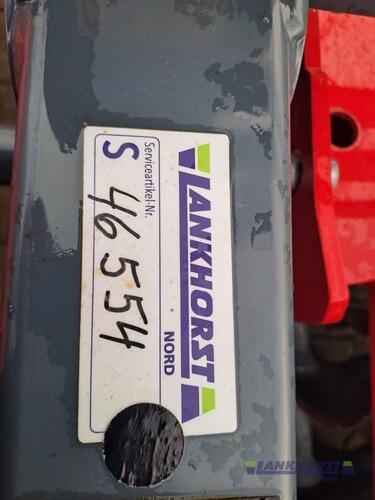 LANKHORST
NORD
Serviceartikel-Nr.
S 46554
LANKHORST